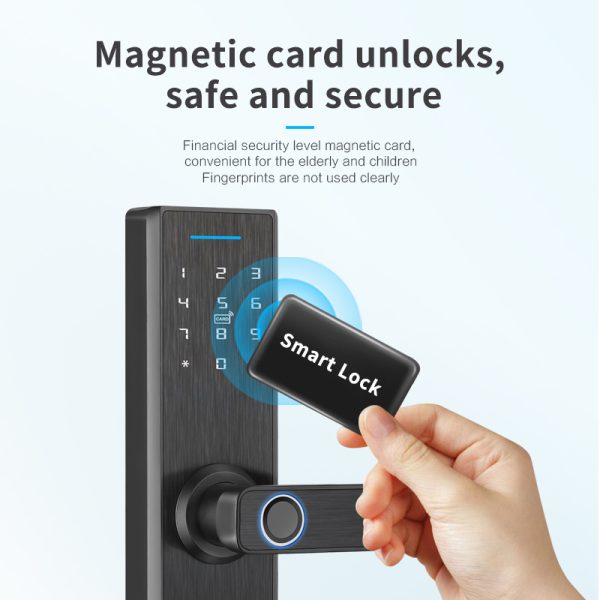 Magnetic card unlocks,
safe and secure
Financial security level magnetic card,
convenient for the elderly and children
Fingerprints are not used clearly
1 2 3
4 5 6
CARD
7 8 9
* 0
Smart Lock